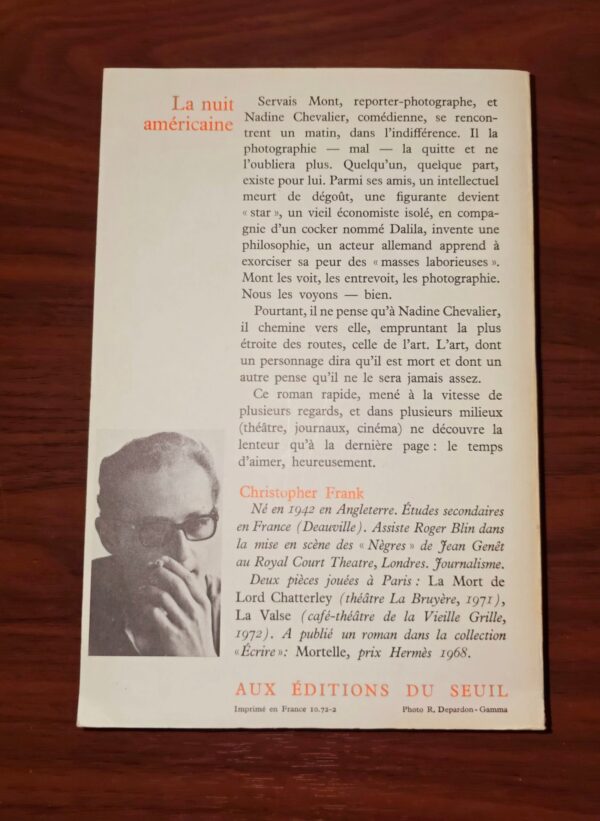 La nuit
américaine
Servais Mont, reporter-photographe, et
Nadine Chevalier, comédienne, se rencon-
trent un matin, dans l'indifférence. Il la
photographie — mal — la quitte et ne
l'oubliera plus. Quelqu'un, quelque part,
existe pour lui. Parmi ses amis, un intellectuel
meurt de dégoût, une figurante devient
« star », un vieil économiste isolé, en compa-
gnie d'un cocker nommé Dalila, invente une
philosophie, un acteur allemand apprend à
exorciser sa peur des « masses laborieuses ».
Mont les voit, les entrevoit, les photographie.
Nous les voyons — bien.
Pourtant, il ne pense qu'à Nadine Chevalier,
il chemine vers elle, empruntant la plus
étroite des routes, celle de l'art. L'art, dont
un personnage dira qu'il est mort et dont un
autre pense qu'il ne le sera jamais assez.
Ce roman rapide, mené à la vitesse de
plusieurs regards, et dans plusieurs milieux
(théâtre, journaux, cinéma) ne découvre la
lenteur qu'à la dernière page : le temps
d'aimer, heureusement.
Christopher Frank
Né en 1942 en Angleterre. Études secondaires
en France (Deauville). Assiste Roger Blin dans
la mise en scène des « Nègres » de Jean Genêt
au Royal Court Theatre, Londres. Journalisme.
Deux pièces jouées à Paris : La Mort de
Lord Chatterley (théâtre La Bruyère, 1971),
La Valse (café-théâtre de la Vieille Grille,
1972). A publié un roman dans la collection
« Écrire » : Mortelle, prix Hermès 1968.
AUX ÉDITIONS DU SEUIL
Imprimé en France 10.72-2
Photo R. Depardon - Gamma